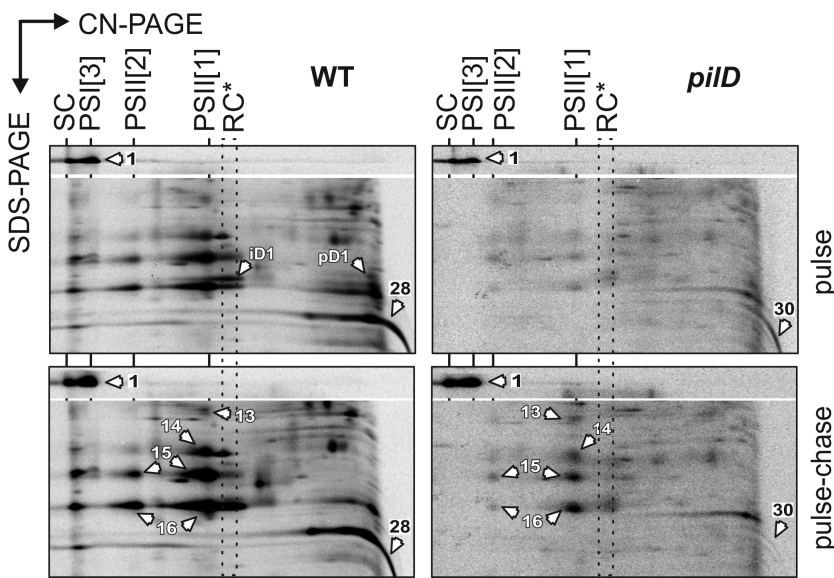 CN-PAGE
SDS-PAGE
SC
PSI[3]
PSII[2]
PSII[1]
RC*
WT
SC
PSI[3]
PSII[2]
PSII[1]
RC*
pilD
1
iD1
pD1
28
1
30
pulse
1
13
14
15
16
28
1
13
14
15
16
30
pulse-chase